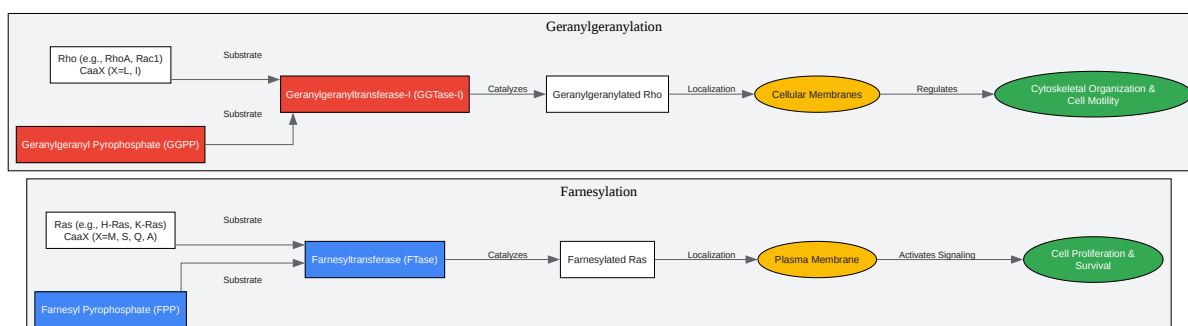 Geranylgeranylation
Rho (e.g., RhoA, Rac1)
CaaX (X=L, I)
Substrate
Geranylgeranyltransferase-I (GGTase-I)
Catalyzes
Geranylgeranylated Rho
Localization
Cellular Membranes
Regulates
Cytoskeletal Organization &
Cell Motility
Substrate
Geranylgeranyl Pyrophosphate (GGPP)
Farnesylation
Ras (e.g., H-Ras, K-Ras)
CaaX (X=M, S, Q, A)
Substrate
Farnesyltransferase (FTase)
Catalyzes
Farnesylated Ras
Localization
Plasma Membrane
Activates Signaling
Cell Proliferation &
Survival
Substrate
Farnesyl Pyrophosphate (FPP)